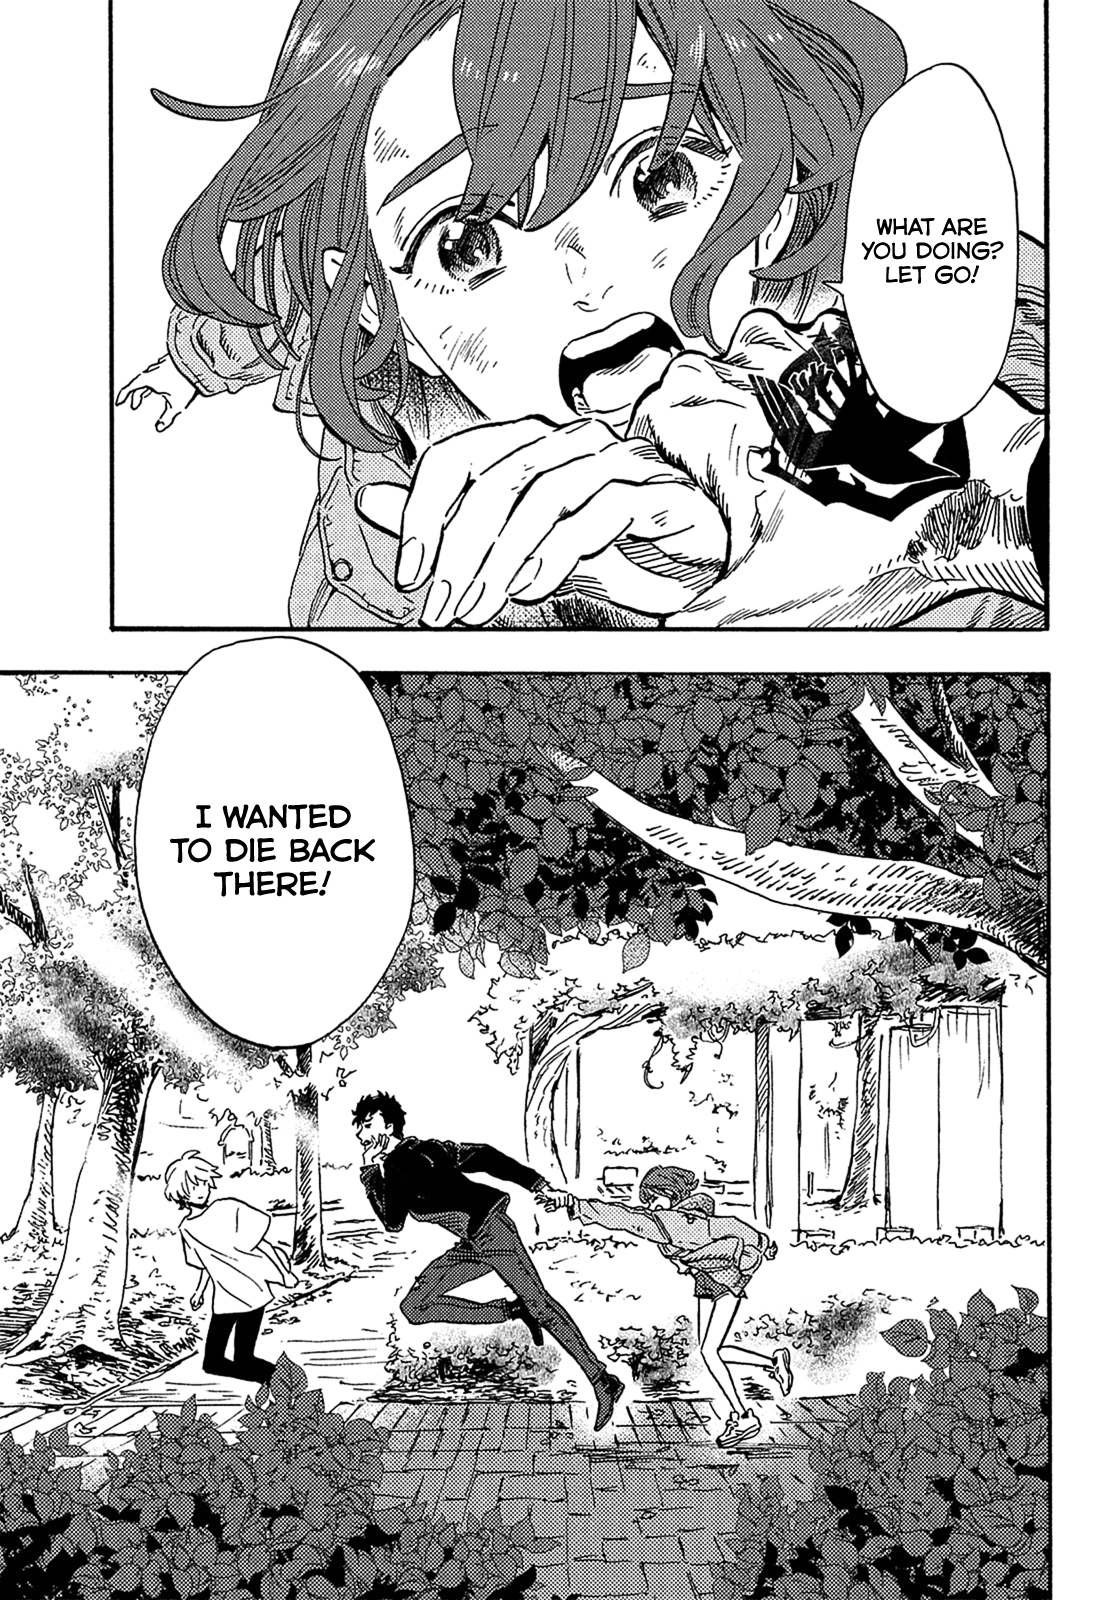 WHAT ARE
YOU DOING?
LET GO!
I WANTED
TO DIE BACK
THERE!